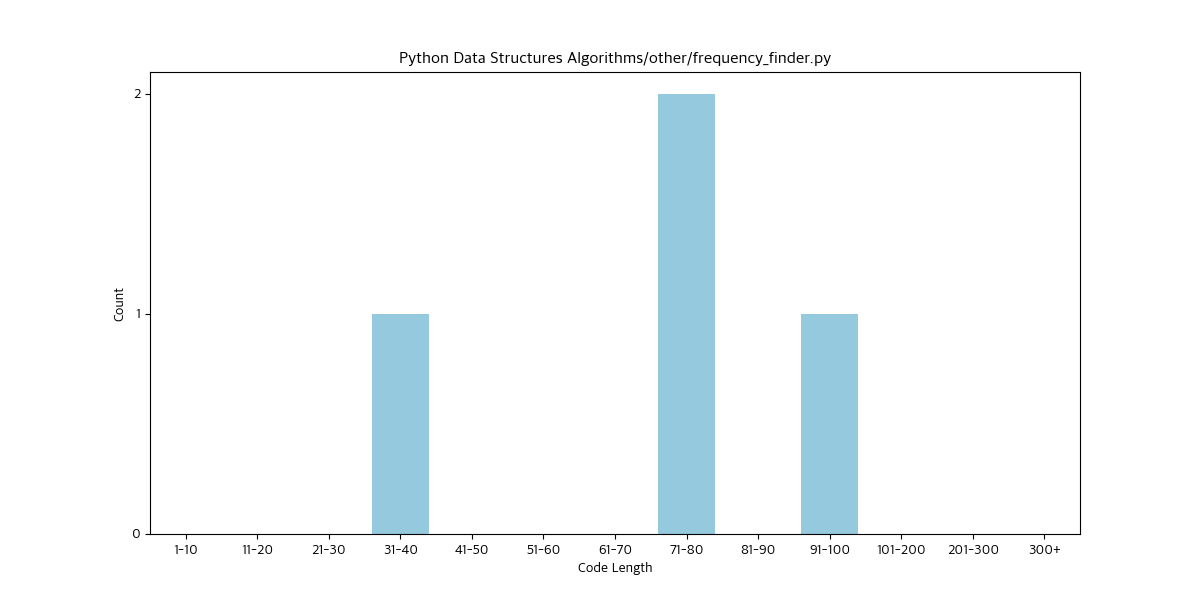 Python Data Structures Algorithms/other/frequency_finder.py
2
1
0
Count
1-10 11-20 21-30 31-40 41-50 51-60 61-70 71-80 81-90 91-100 101-200 201-300 300+
Code Length